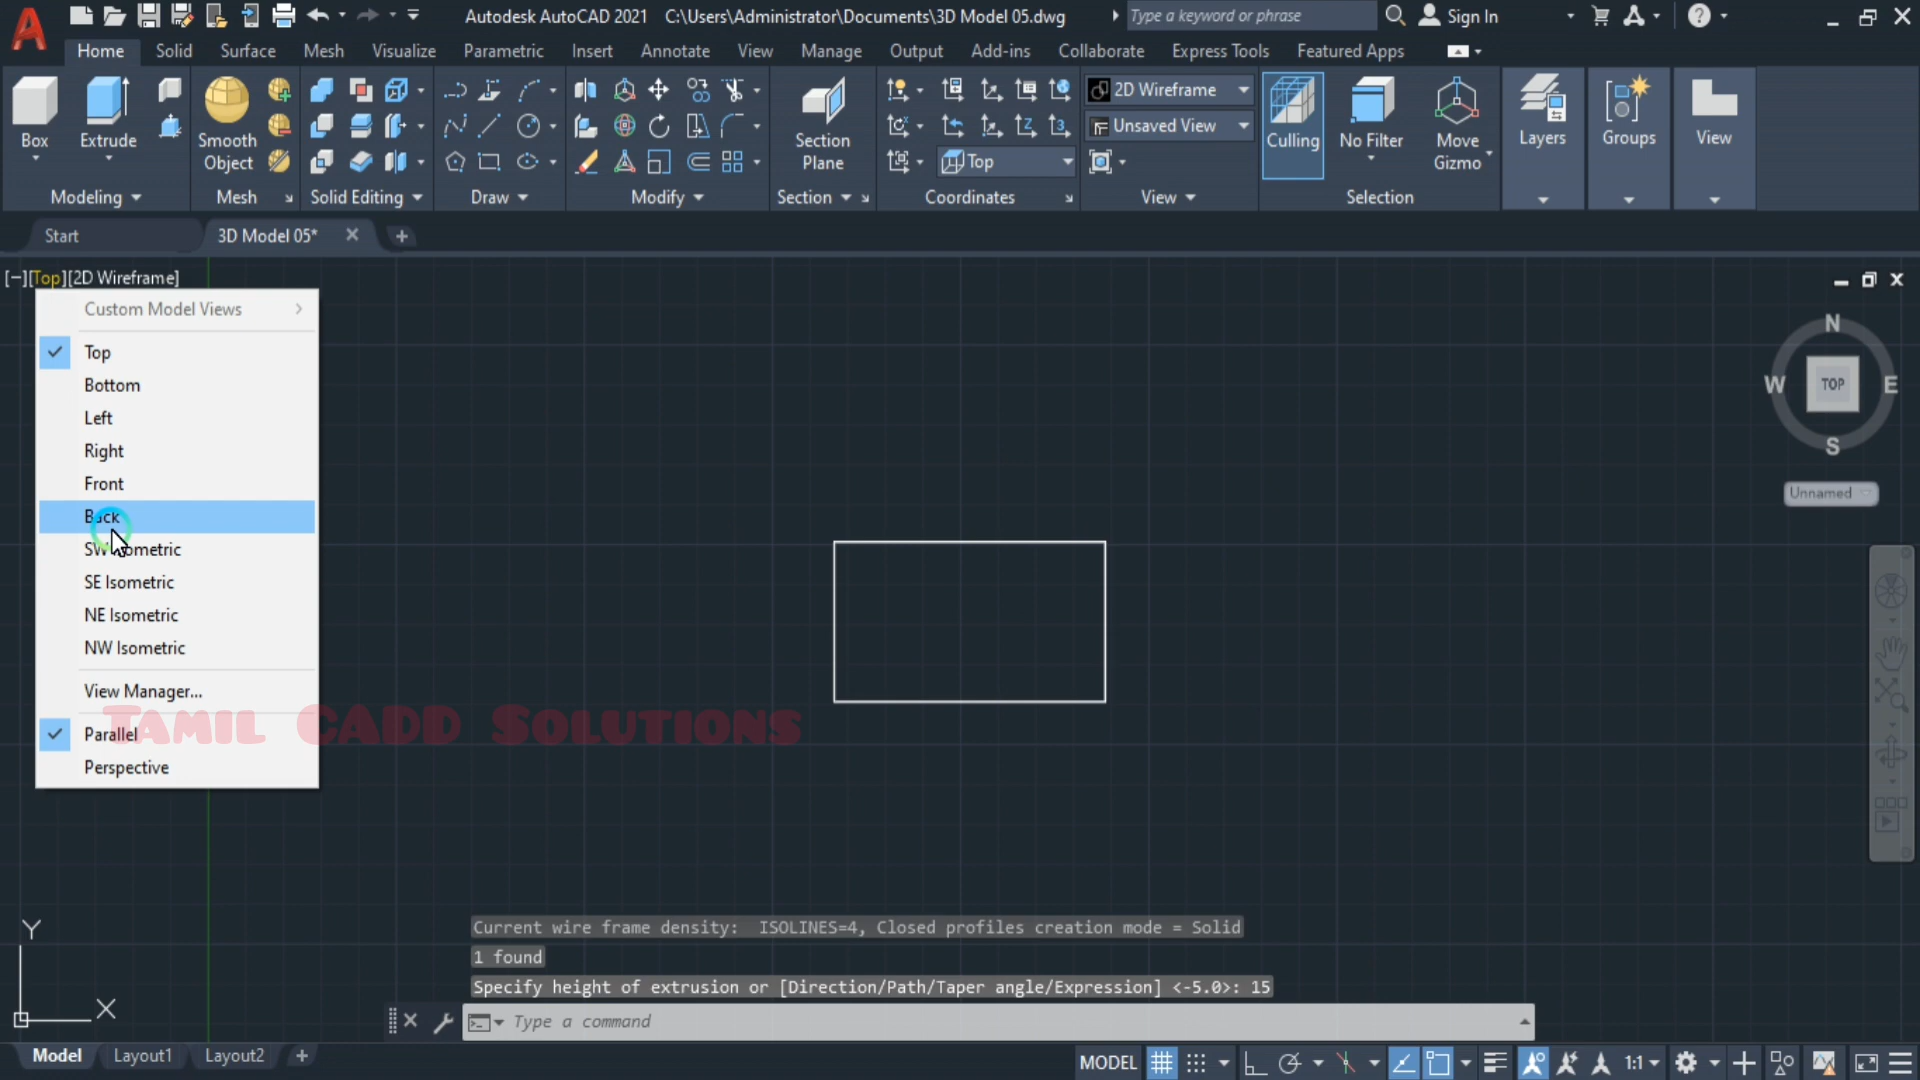 Autodesk AutoCAD 2021 C:\Users\Administrator\Documents\3D Model 05.dwg
Type a keyword or phrase
Sign In
Home Solid Surface Mesh Visualize Parametric Insert Annotate View Manage Output Add-ins Collaborate Express Tools Featured Apps
Box
Extrude
Smooth Object
Section Plane
Top
2D Wireframe
Unsaved View
Culling
No Filter
Move Gizmo
Layers
Groups
View
Modeling Mesh Solid Editing Draw Modify Section Coordinates View Selection
Start
3D Model 05*
[−][Top][2D Wireframe]
Custom Model Views
Top
Bottom
Left
Right
Front
Back
SW Isometric
SE Isometric
NE Isometric
NW Isometric
View Manager...
Parallel
Perspective
TAMIL CADD SOLUTIONS
N
W TOP E
S
Unnamed
Y
X
Current wire frame density: ISOLINES=4, Closed profiles creation mode = Solid
1 found
Specify height of extrusion or [Direction/Path/Taper angle/Expression] <-5.0>: 15
Type a command
Model Layout1 Layout2
MODEL
1:1